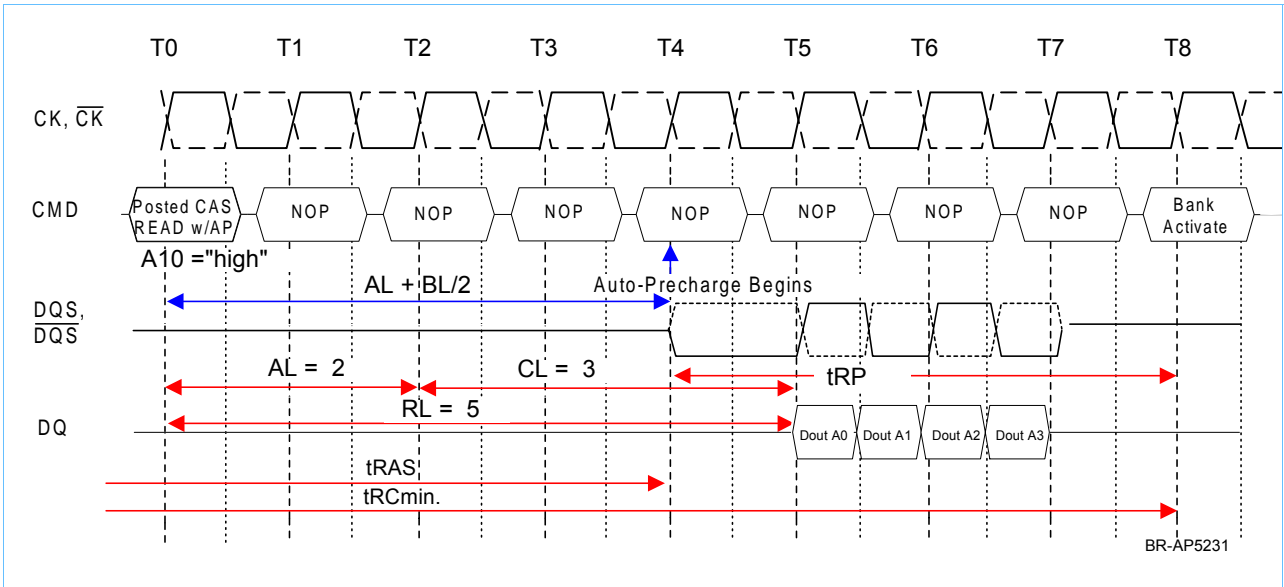 T0 T1 T2 T3 T4 T5 T6 T7 T8
CK, CK
CMD
Posted CAS
READ w/AP
NOP NOP NOP NOP NOP NOP NOP
Bank
Activate
A10 ="high"
AL + BL/2
Auto-Precharge Begins
DQS,
DQS
AL = 2
CL = 3
tRP
RL = 5
DQ
Dout A0 Dout A1 Dout A2 Dout A3
tRAS
tRCmin.
BR-AP5231